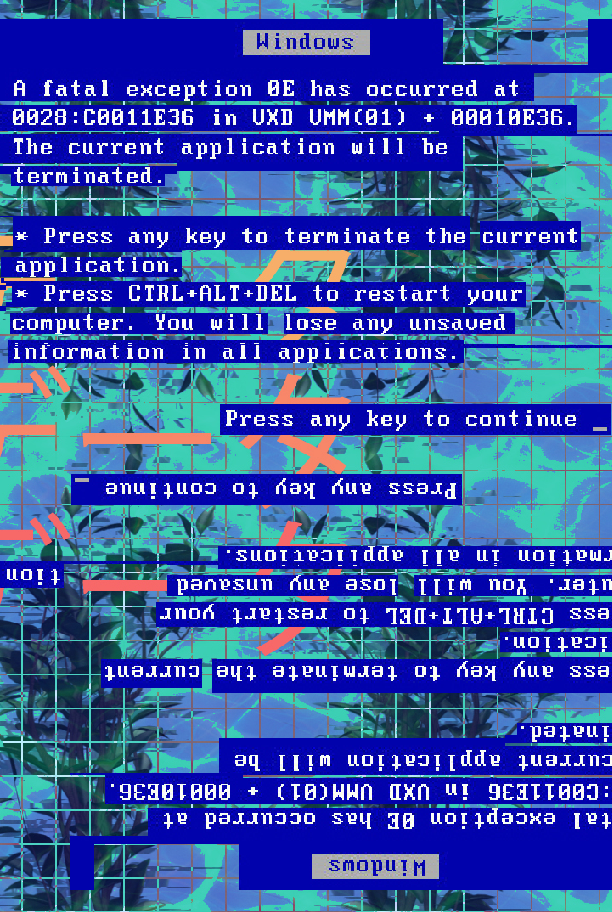 Windows
A fatal exception 0E has occurred at
0028:C0011E36 in VXD VMM(01) + 00010E36.
The current application will be
terminated.
* Press any key to terminate the current
application.
* Press CTRL+ALT+DEL to restart your
computer. You will lose any unsaved
information in all applications.
Press any key to continue _
Press any key to continue _
rmation in all applications.
tion
uter. You will lose any unsaved
ess CTRL+ALT+DEL to restart your
ication.
ess any key to terminate the current
inated.
current application will be
:C0011E36 in VXD VMM(01) + 00010E36.
tal exception 0E has occurred at
Windows